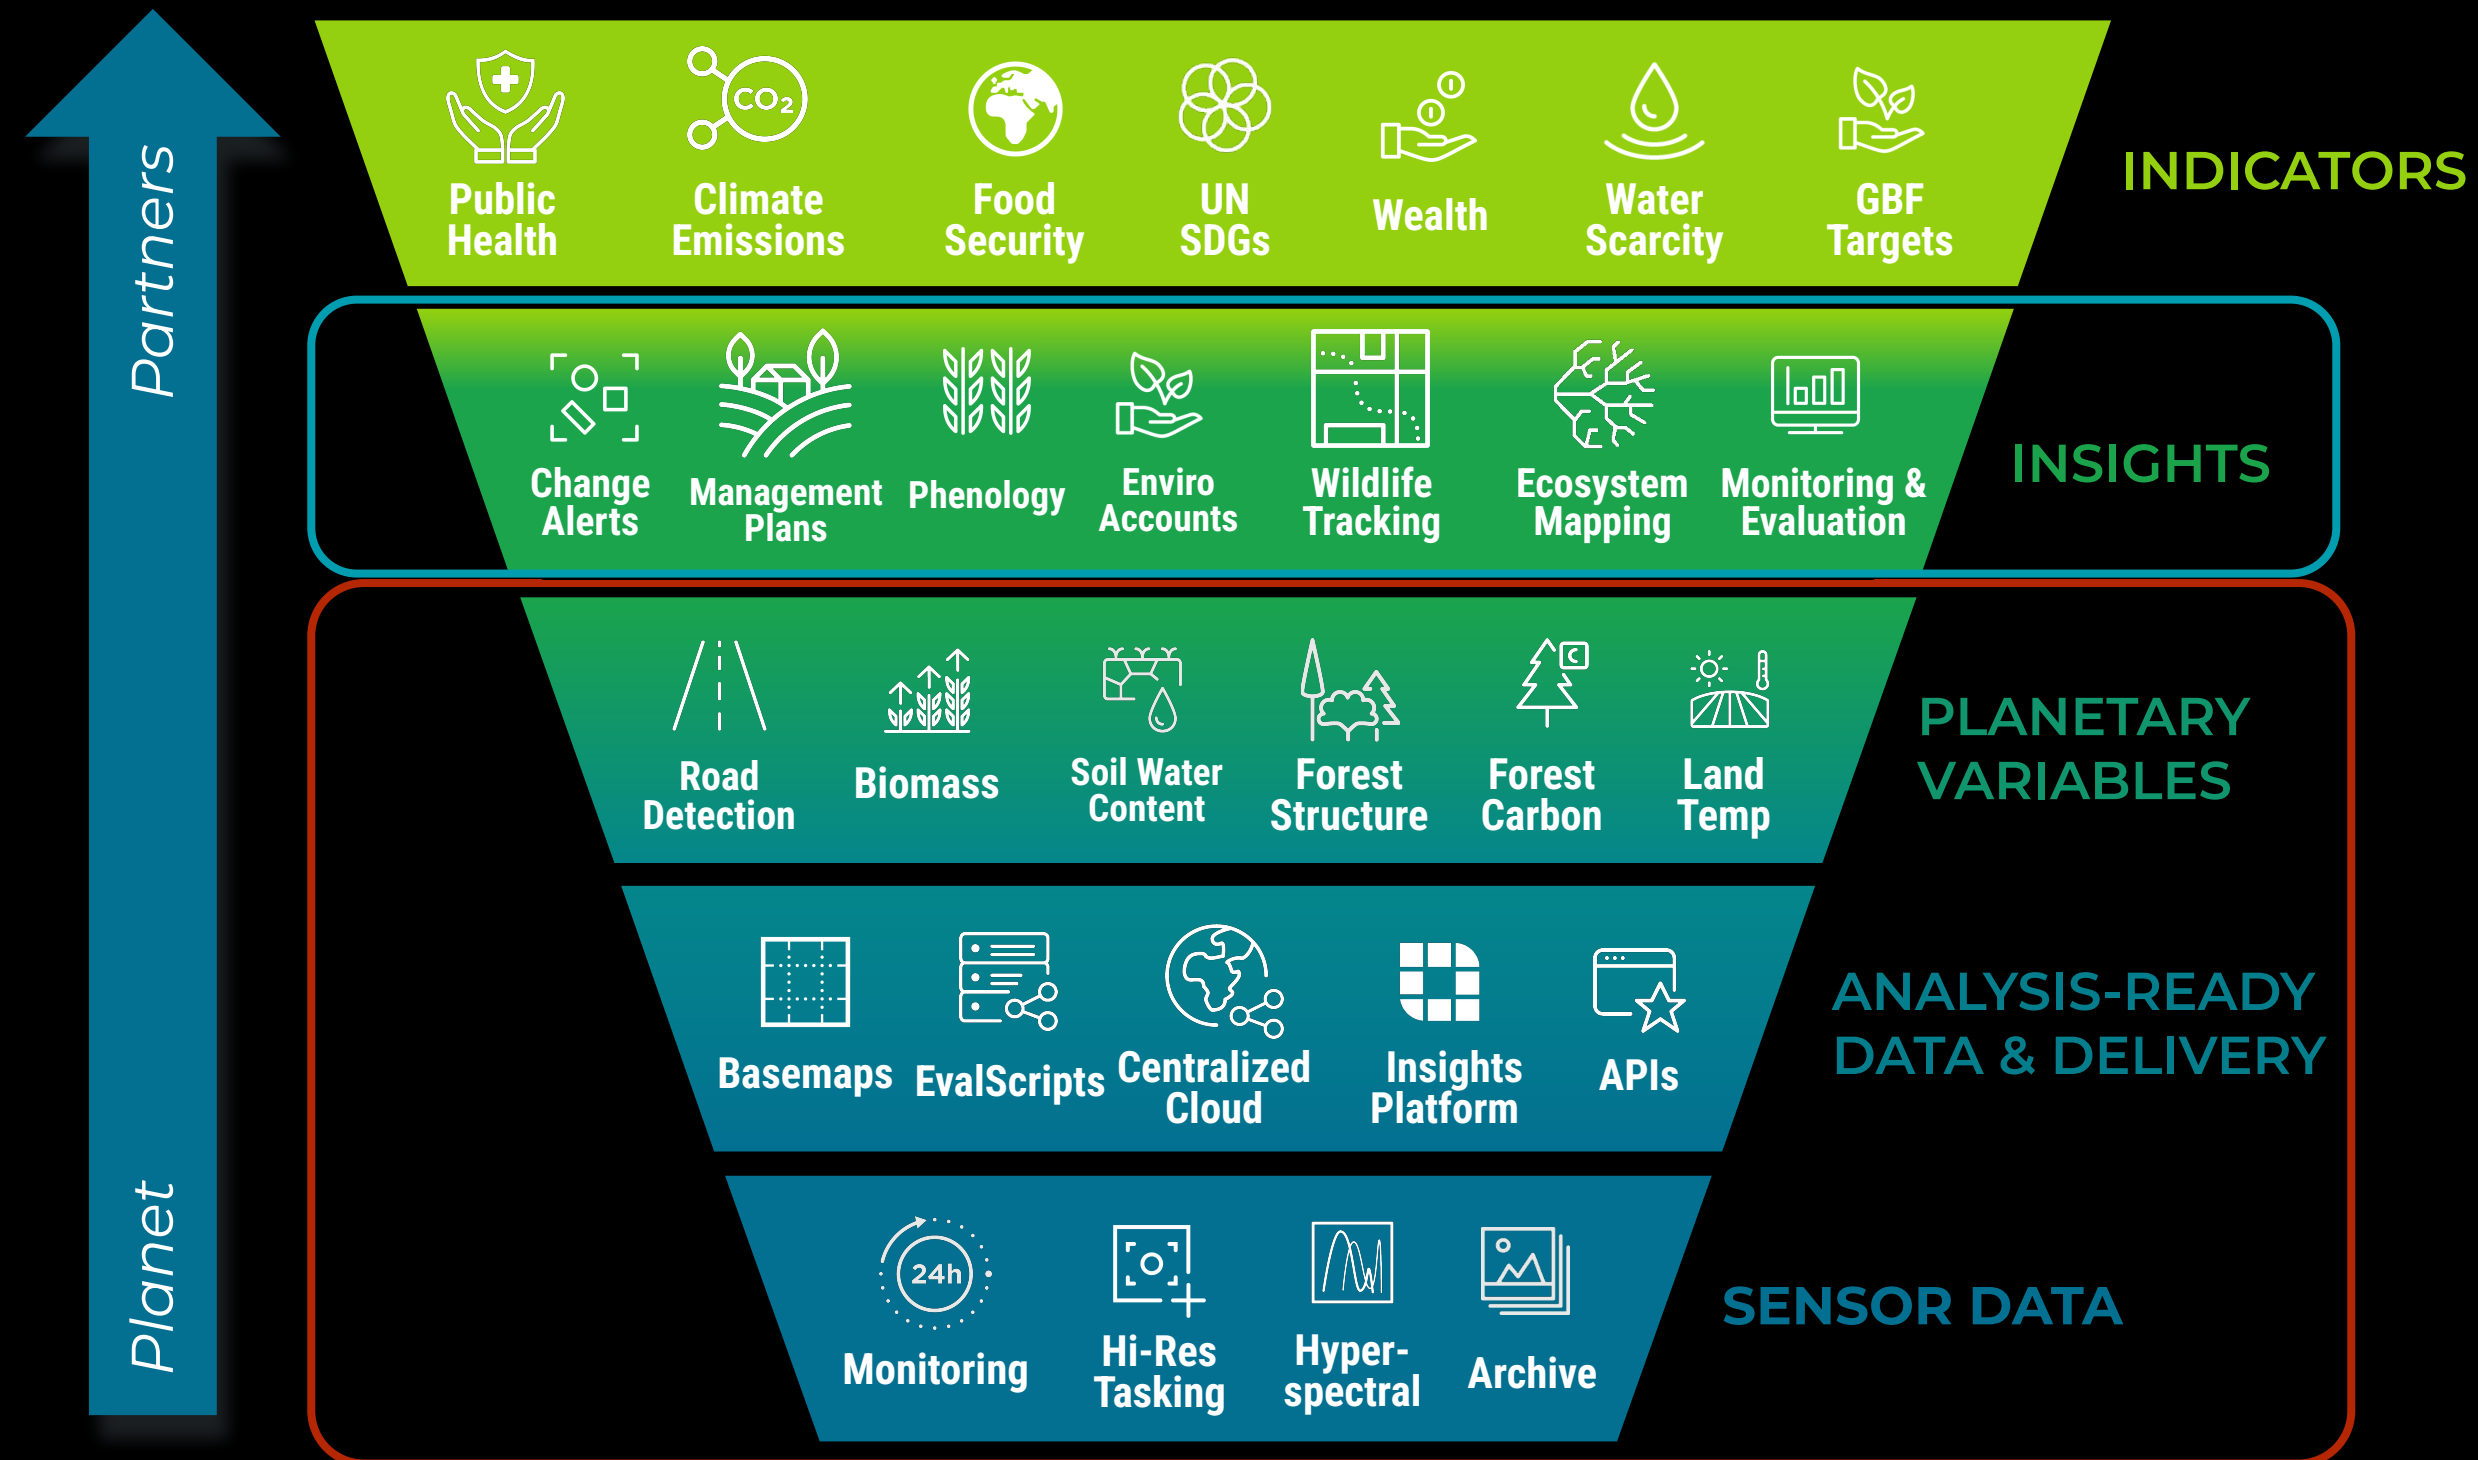 Partners
Planet
CO₂
Public
Health
Climate
Emissions
Food
Security
UN
SDGs
Wealth
Water
Scarcity
GBF
Targets
INDICATORS
Change
Alerts
Management
Plans
Phenology
Enviro
Accounts
Wildlife
Tracking
Ecosystem
Mapping
Monitoring &
Evaluation
INSIGHTS
C
Road
Detection
Biomass
Soil Water
Content
Forest
Structure
Forest
Carbon
Land
Temp
PLANETARY
VARIABLES
Basemaps
EvalScripts
Centralized
Cloud
Insights
Platform
APIs
ANALYSIS-READY
DATA & DELIVERY
24h
Monitoring
Hi-Res
Tasking
Hyper-
spectral
Archive
SENSOR DATA